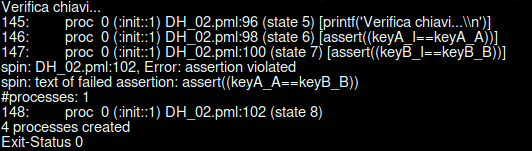 Verifica chiavi...
145: proc 0 (:init::1) DH_02.pml:96 (state 5) [printf('Verifica chiavi...\\n')]
146: proc 0 (:init::1) DH_02.pml:98 (state 6) [assert((keyA_I==keyA_A))]
147: proc 0 (:init::1) DH_02.pml:100 (state 7) [assert((keyB_I==keyB_B))]
spin: DH_02.pml:102, Error: assertion violated
spin: text of failed assertion: assert((keyA_A==keyB_B))
#processes: 1
148: proc 0 (:init::1) DH_02.pml:102 (state 8)
4 processes created
Exit-Status 0